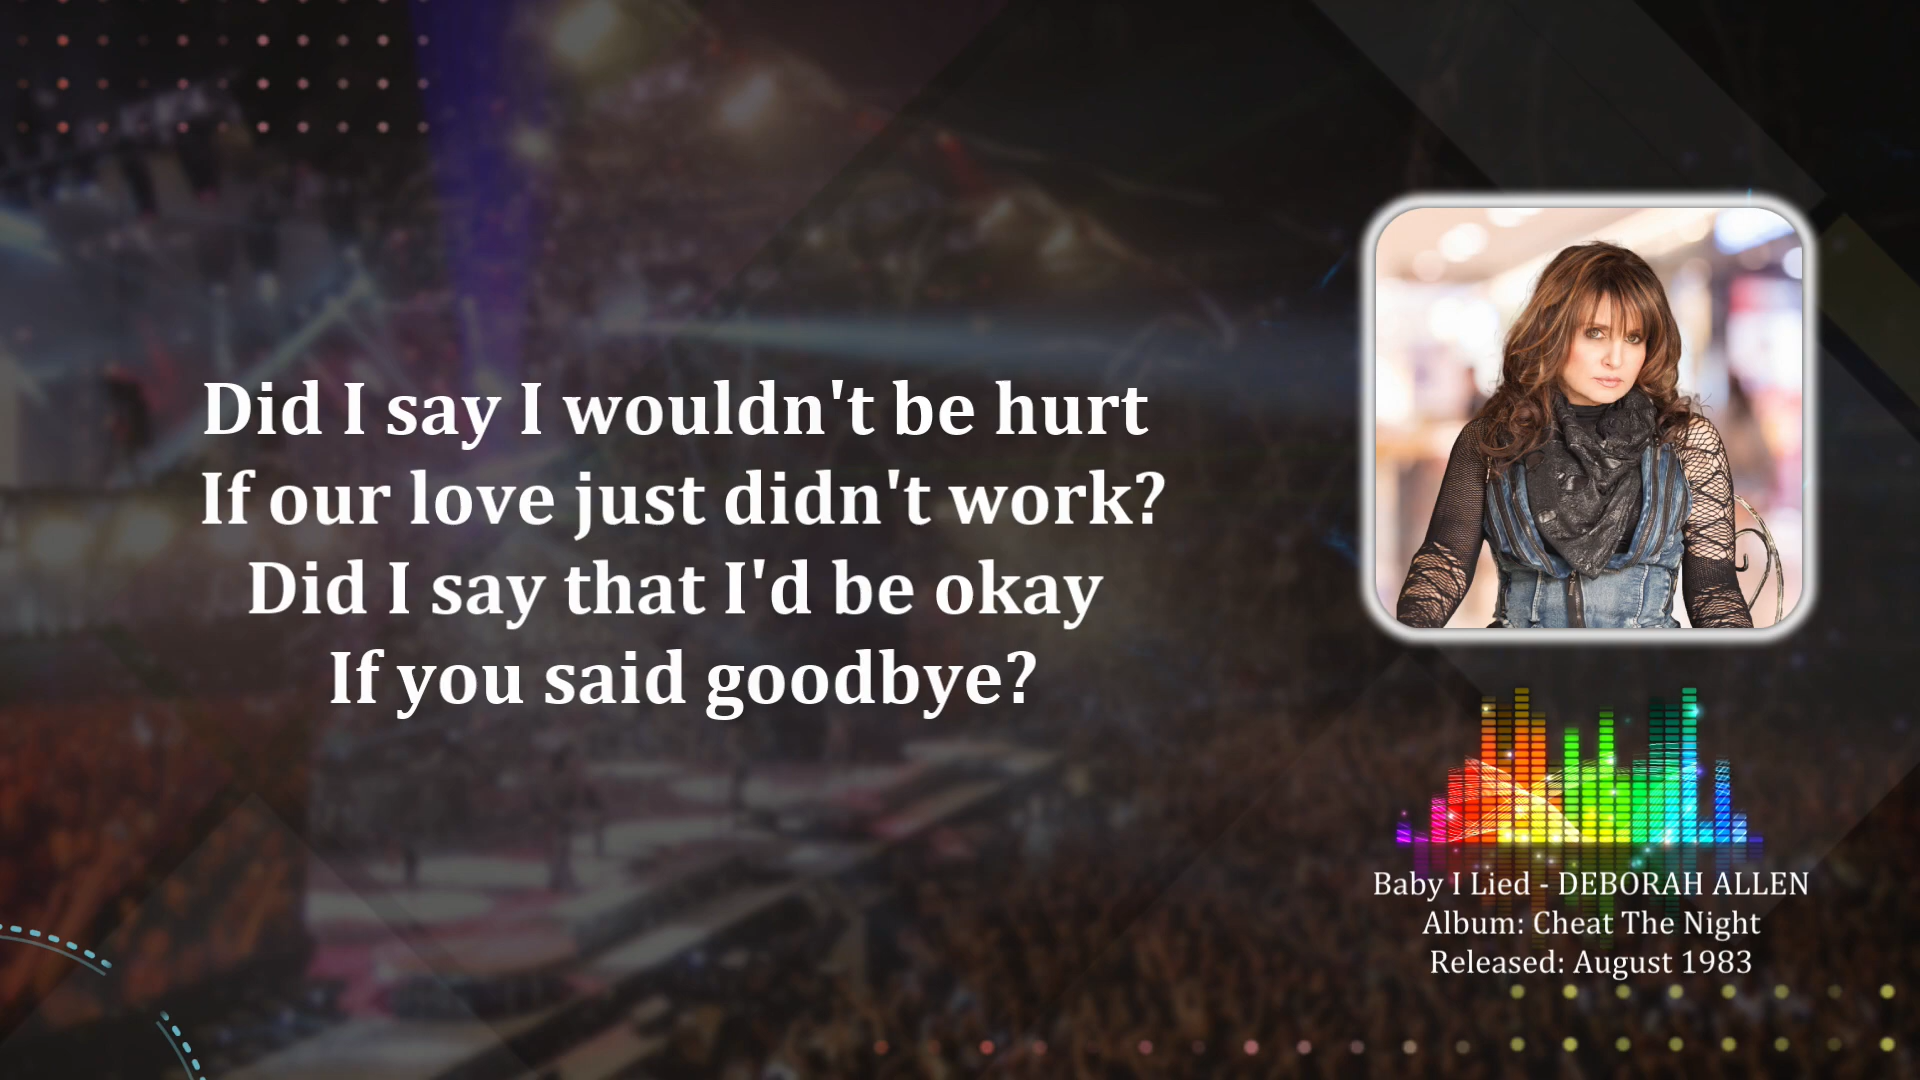 Did I say I wouldn't be hurt
If our love just didn't work?
Did I say that I'd be okay
If you said goodbye?
Baby I Lied - DEBORAH ALLEN
Album: Cheat The Night
Released: August 1983